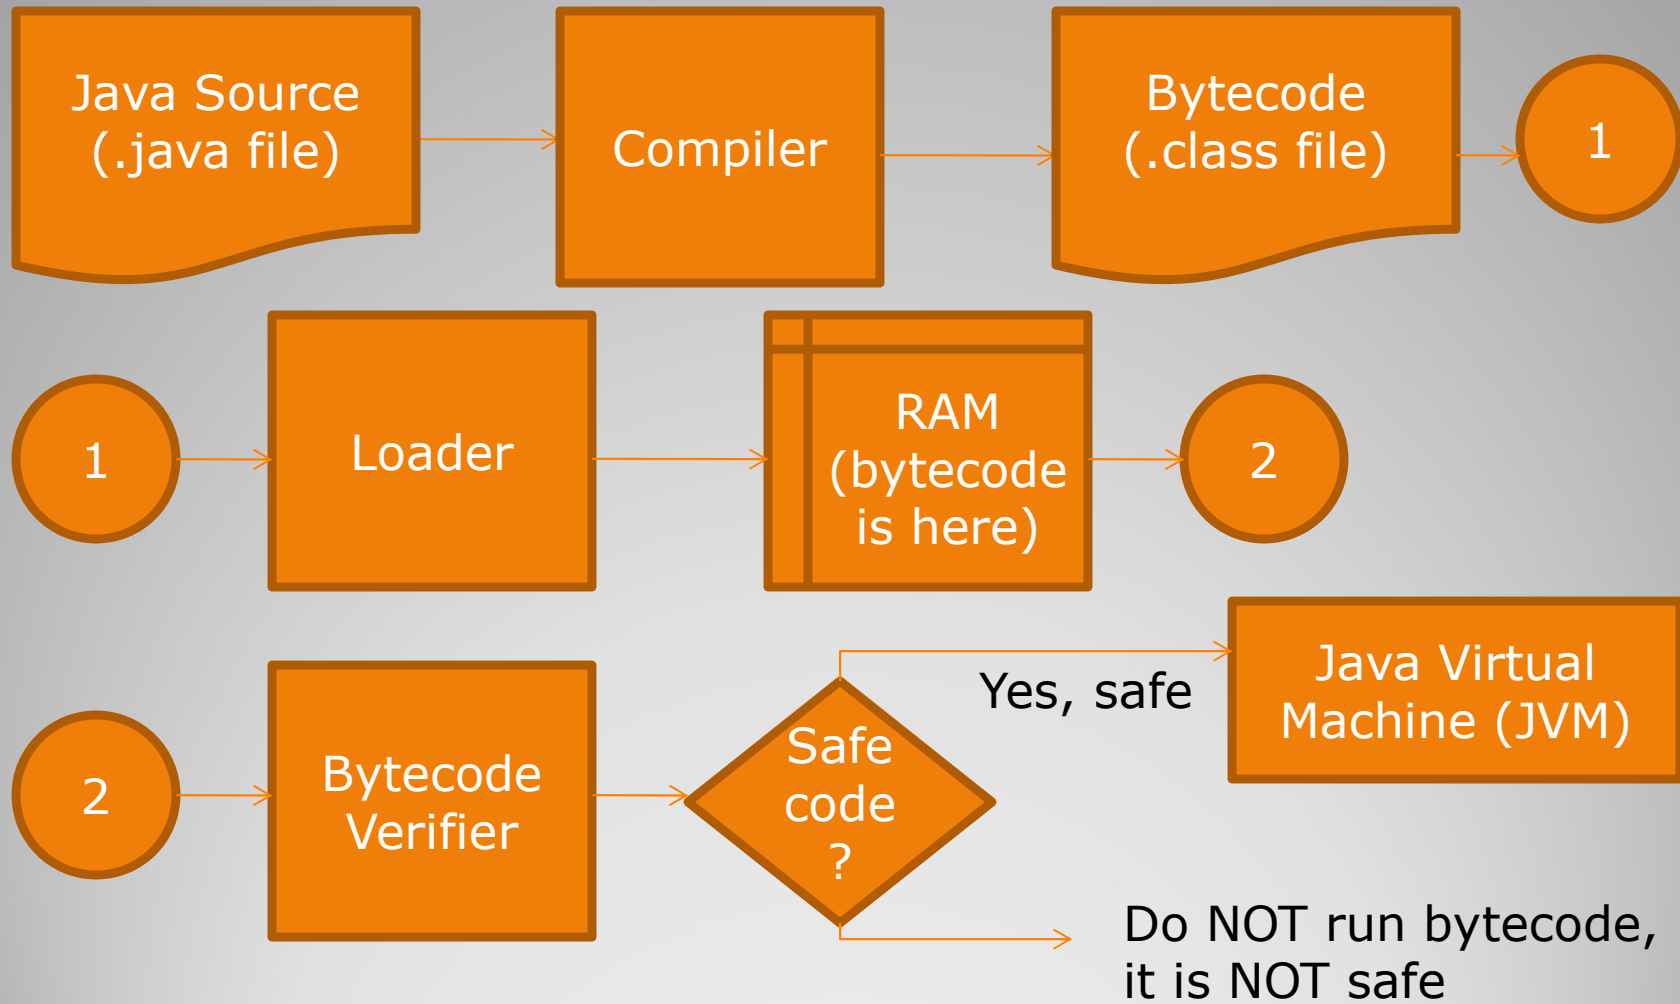 Java Source
(.java file)
Compiler
Bytecode
(.class file)
1
1
Loader
RAM
(bytecode
is here)
2
2
Bytecode
Verifier
Safe
code
?
Yes, safe
Java Virtual
Machine (JVM)
Do NOT run bytecode,
it is NOT safe